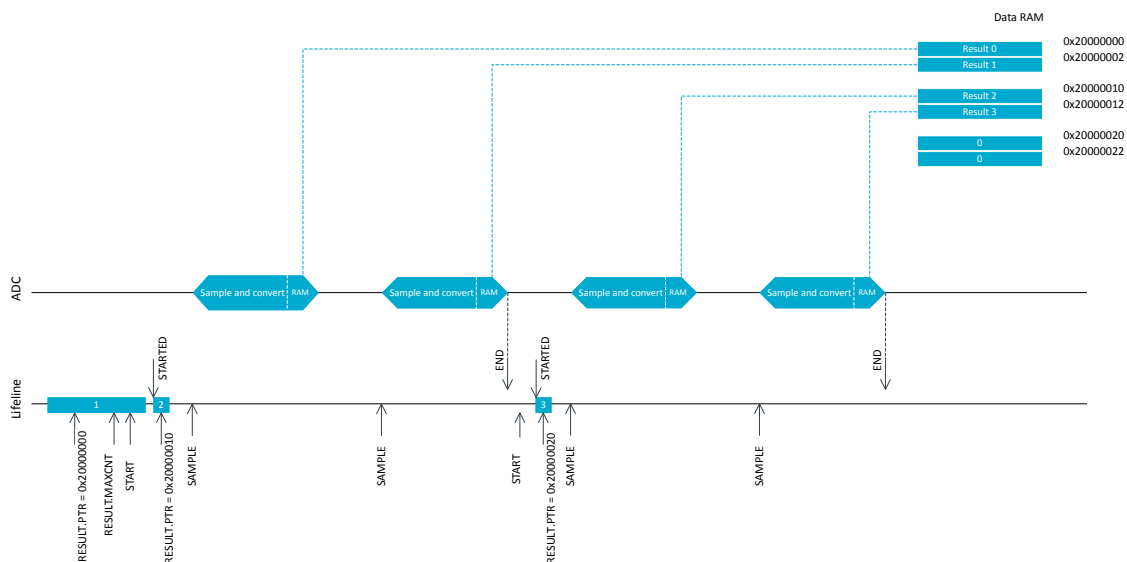 Data RAM
Result 0
0x20000000
Result 1
0x20000002
Result 2
0x20000010
Result 3
0x20000012
0
0x20000020
0
0x20000022
ADC
Sample and convert
RAM
Sample and convert
RAM
Sample and convert
RAM
Sample and convert
RAM
STARTED
END
STARTED
END
Lifeline
1
2
3
RESULT.PTR = 0x20000000
RESULT.MAXCNT
START
RESULT.PTR = 0x20000010
SAMPLE
SAMPLE
START
RESULT.PTR = 0x20000020
SAMPLE
SAMPLE